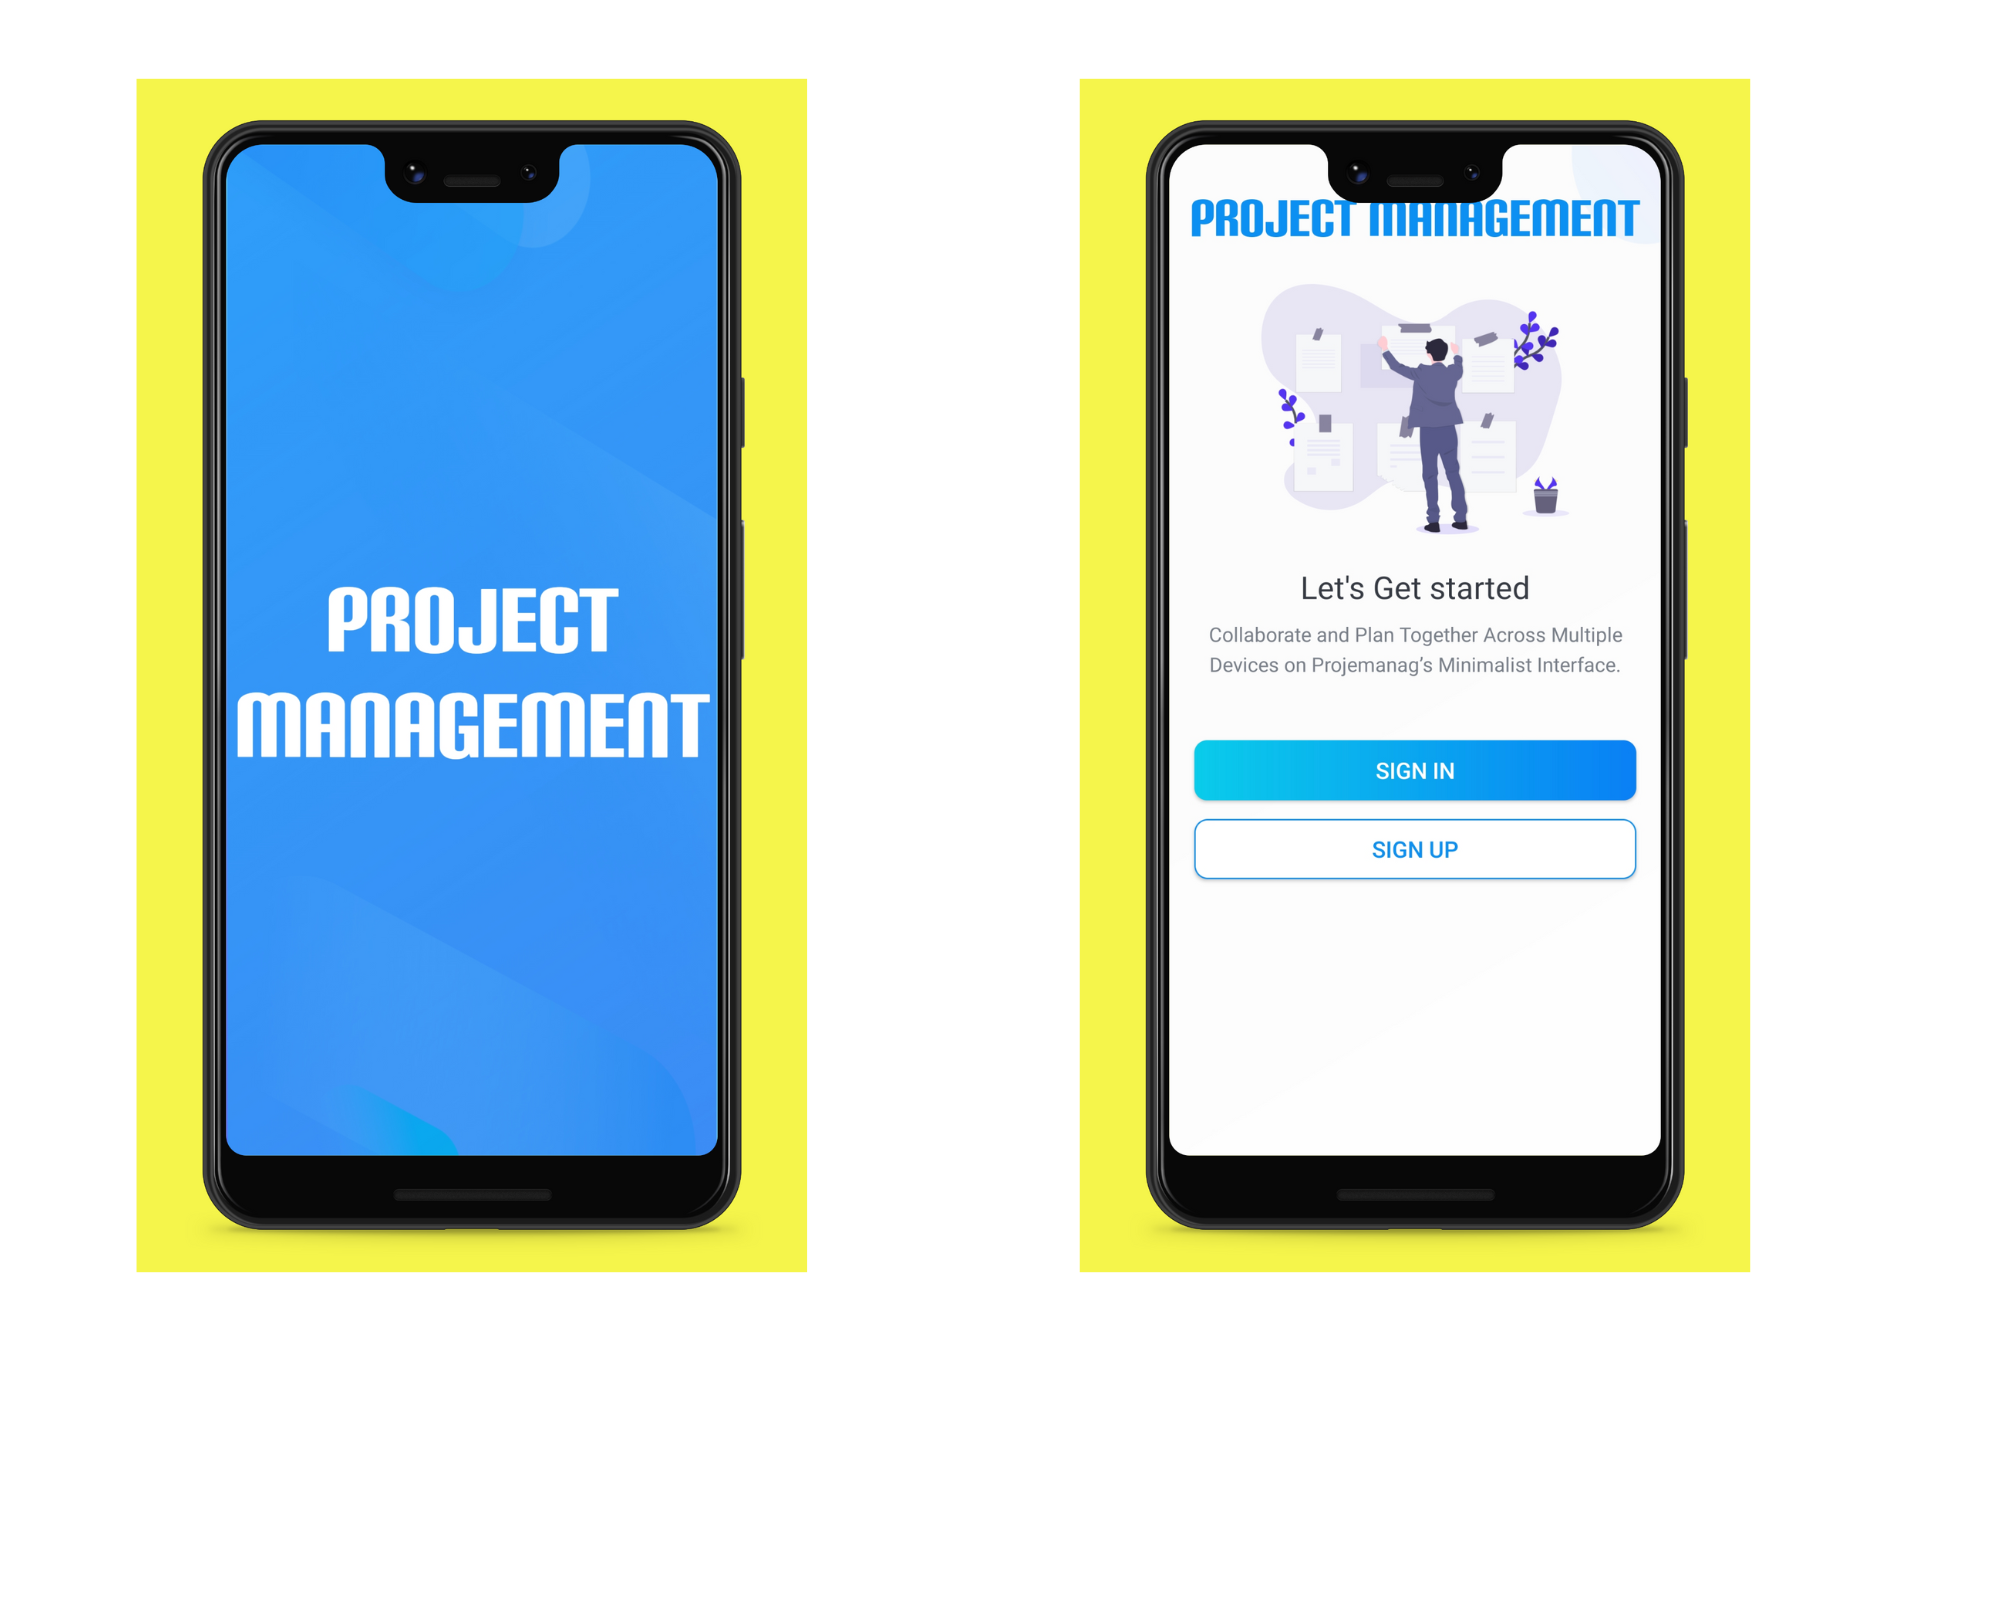 PROJECT
MANAGEMENT
PROJECT MANAGEMENT
Let's Get started
Collaborate and Plan Together Across Multiple
Devices on Projemanag’s Minimalist Interface.
SIGN IN
SIGN UP